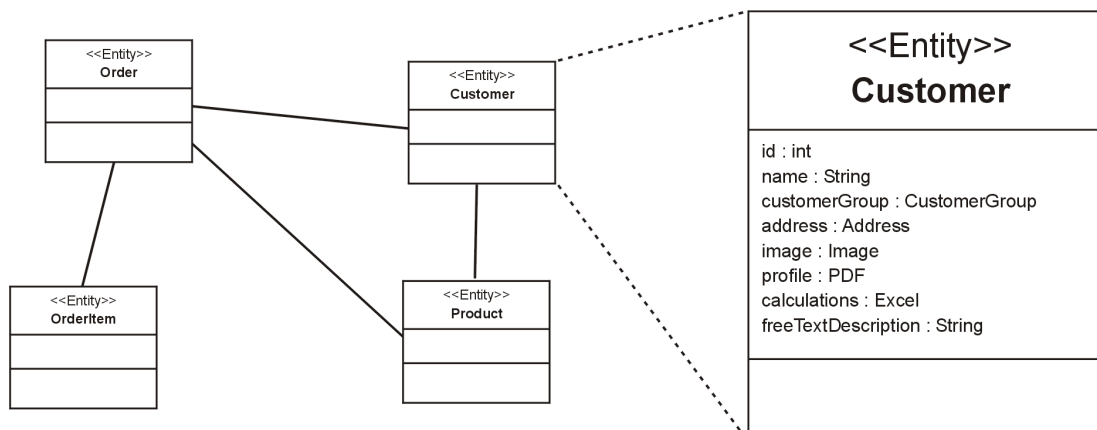 <<Entity>>
Order
<<Entity>>
Customer
<<Entity>>
OrderItem
<<Entity>>
Product
<<Entity>>
Customer
id : int
name : String
customerGroup : CustomerGroup
address : Address
image : Image
profile : PDF
calculations : Excel
freeTextDescription : String